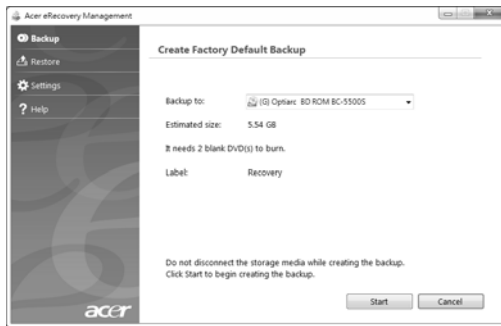 Acer eRecovery Management
Backup
Restore
Settings
Help
Create Factory Default Backup
Backup to: (G) Optiarc BD ROM BC-5500S
Estimated size: 5.54 GB
It needs 2 blank DVD(s) to burn.
Label: Recovery
Do not disconnect the storage media while creating the backup.
Click Start to begin creating the backup.
Start Cancel
acer